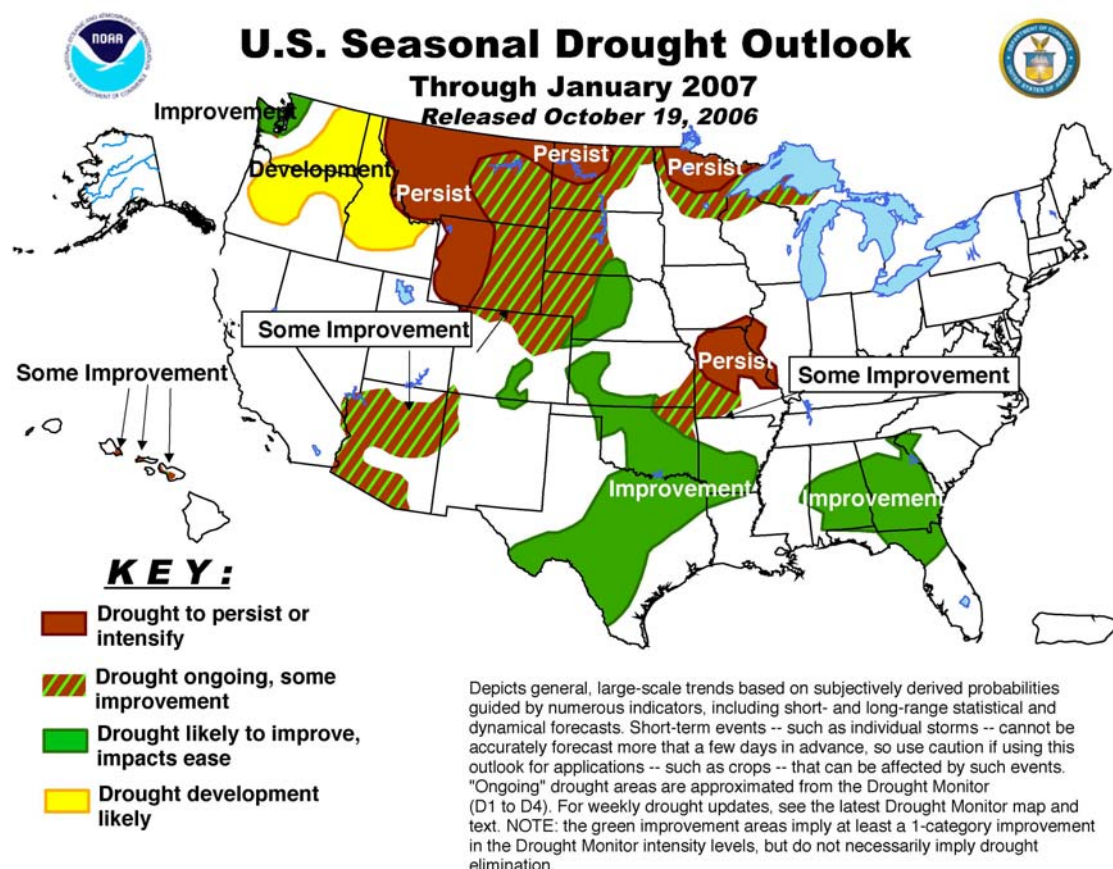 NOAA
U.S. Seasonal Drought Outlook
Through January 2007
Released October 19, 2006
Improvement
Development
Persist
Persist
Persist
Some Improvement
Persist
Some Improvement
Some Improvement
Improvement
Improvement
KEY:
Drought to persist or
intensify
Drought ongoing, some
improvement
Drought likely to improve,
impacts ease
Drought development
likely
Depicts general, large-scale trends based on subjectively derived probabilities
guided by numerous indicators, including short- and long-range statistical and
dynamical forecasts. Short-term events -- such as individual storms -- cannot be
accurately forecast more that a few days in advance, so use caution if using this
outlook for applications -- such as crops -- that can be affected by such events.
"Ongoing" drought areas are approximated from the Drought Monitor
(D1 to D4). For weekly drought updates, see the latest Drought Monitor map and
text. NOTE: the green improvement areas imply at least a 1-category improvement
in the Drought Monitor intensity levels, but do not necessarily imply drought
elimination.